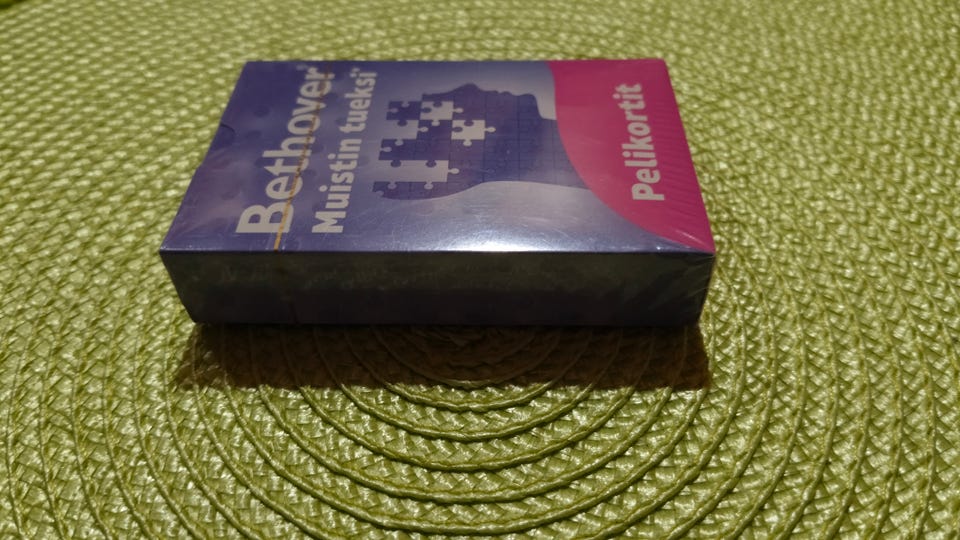 Bethover®
Muistin tueksi*
Pelikortit